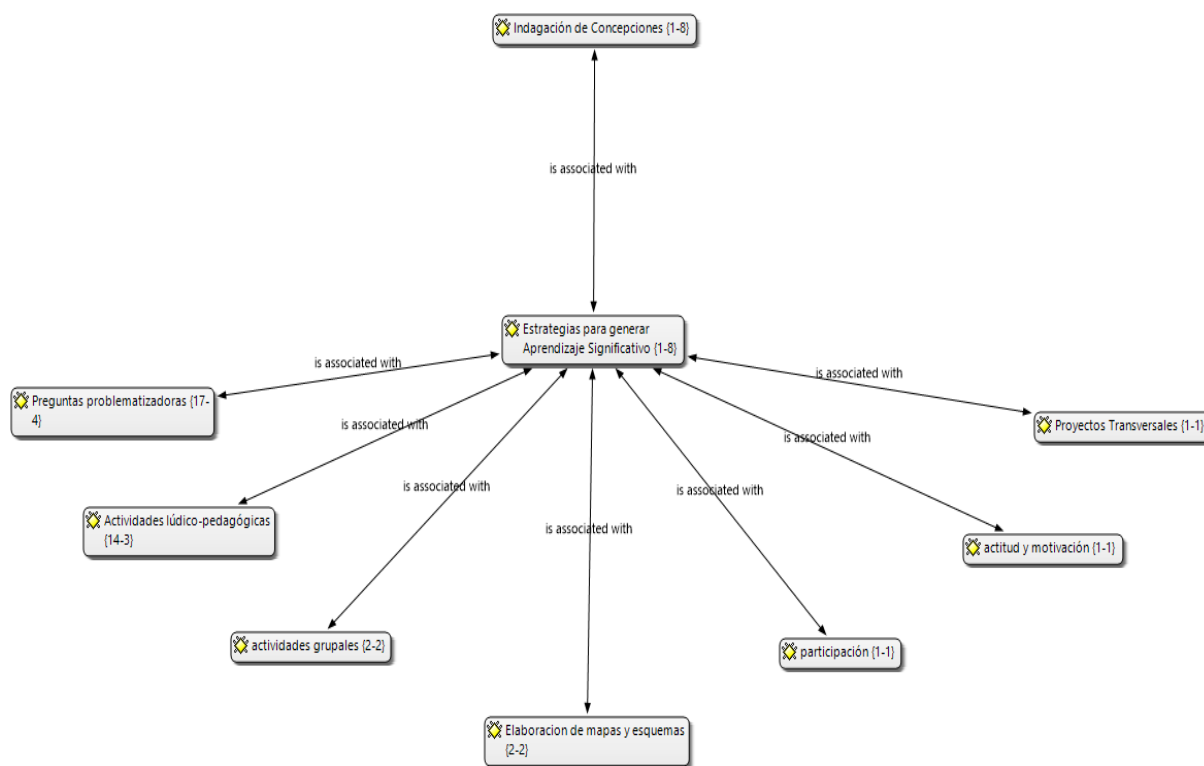 Indagación de Concepciones {1-8}
is associated with
Estrategias para generar
Aprendizaje Significativo {1-8}
is associated with
is associated with
Preguntas problematizadoras {17-
4}
is associated with
Proyectos Transversales {1-1}
is associated with
is associated with
is associated with
is associated with
Actividades lúdico-pedagógicas
{14-3}
actitud y motivación {1-1}
actividades grupales {2-2}
participación {1-1}
Elaboracion de mapas y esquemas
{2-2}